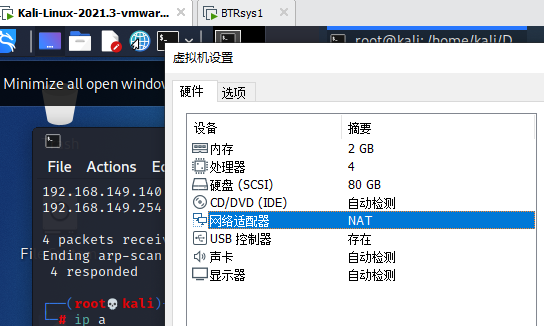 Kali-Linux-2021.3-vmwar...
BTRsys1
root@kali: /home/kali/D
Minimize all open window
虚拟机设置
硬件
选项
File Actions Ed
192.168.149.140
192.168.149.254
4 packets recei
Ending arp-scan
4 responded
(root💀kali)-
# ip a
设备 摘要
内存 2 GB
处理器 4
硬盘 (SCSI) 80 GB
CD/DVD (IDE) 自动检测
网络适配器 NAT
USB 控制器 存在
声卡 自动检测
显示器 自动检测